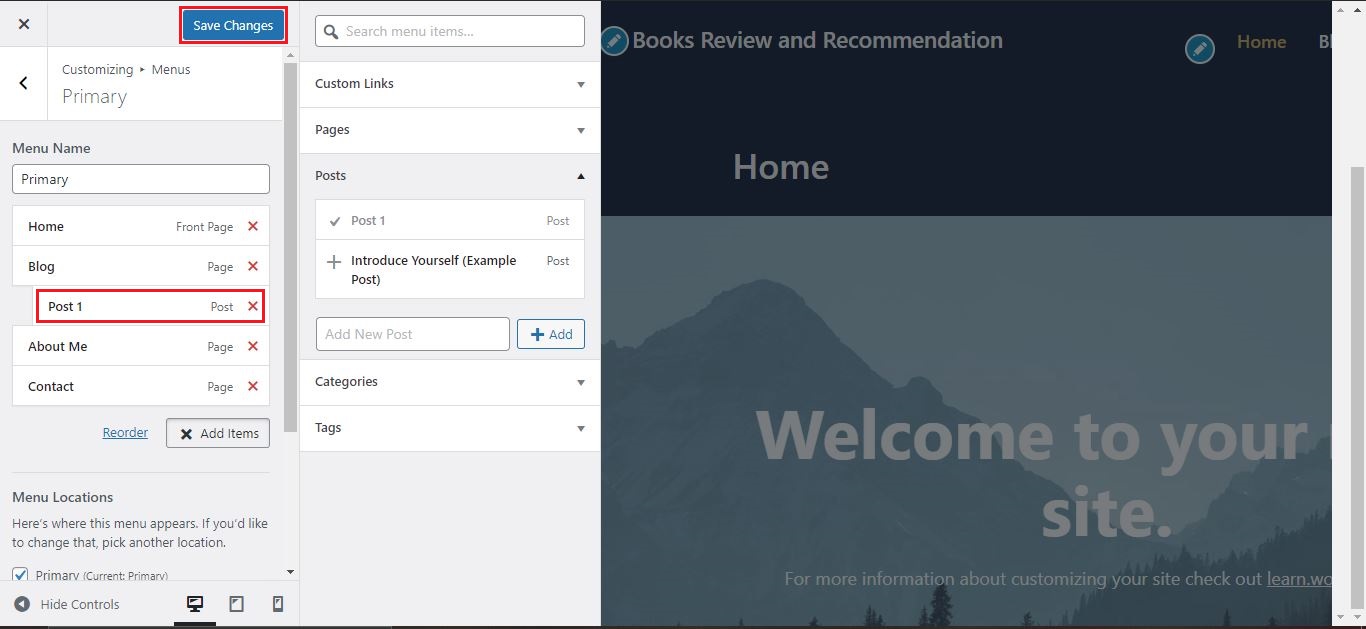 Save Changes
Customizing ▸ Menus
Primary
Menu Name
Primary
Home Front Page
Blog Page
Post 1 Post
About Me Page
Contact Page
Reorder Add Items
Menu Locations
Here's where this menu appears. If you'd like
to change that, pick another location.
Primary (Current: Primary)
Hide Controls
Search menu items...
Custom Links
Pages
Posts
Post 1 Post
Introduce Yourself (Example Post
Post)
Add New Post Add
Categories
Tags
Books Review and Recommendation
Home Bl
Home
Welcome to your
site.
For more information about customizing your site check out learn.wo